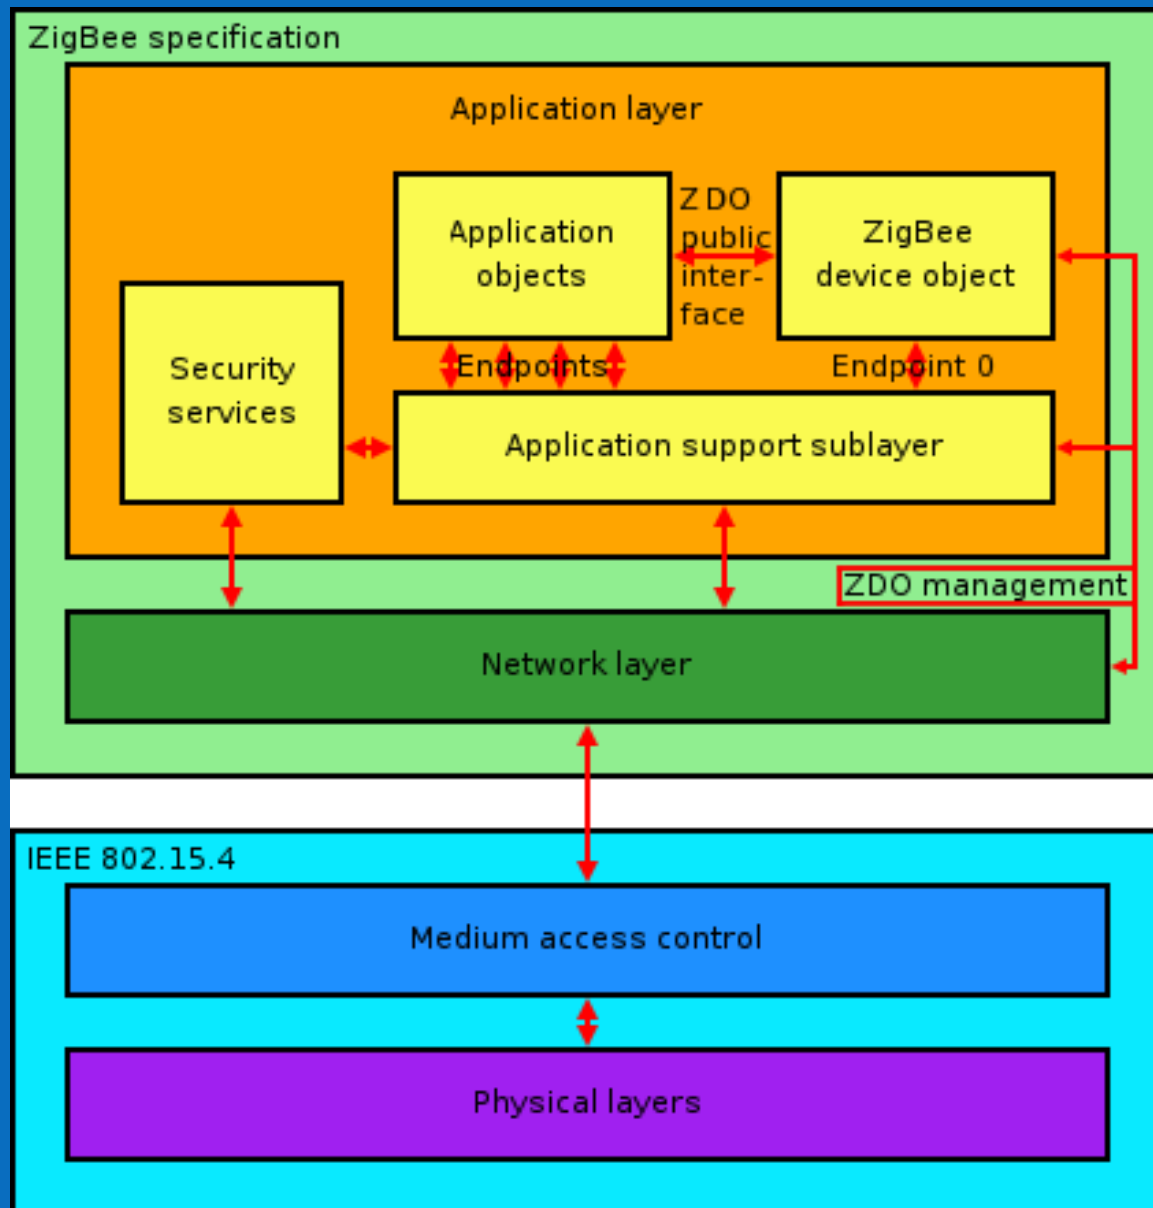 ZigBee specification
Application layer
Application
objects
ZDO
public
inter-
face
ZigBee
device object
Security
services
Endpoints
Endpoint 0
Application support sublayer
ZDO management
Network layer
IEEE 802.15.4
Medium access control
Physical layers